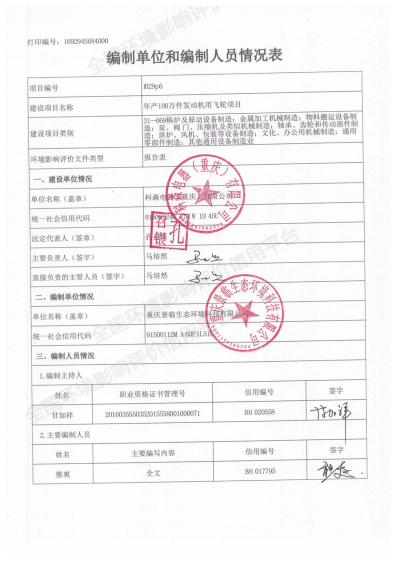 打印编号：1692945684000
编制单位和编制人员情况表
项目编号 f029p6
建设项目名称 年产100万件发动机用飞轮项目
建设项目类别 31—069锅炉及原动设备制造；金属加工机械制造；物料搬运设备制造；泵、阀门、压缩机及类似机械制造；轴承、齿轮和传动部件制造；烘炉、风机、包装等设备制造；文化、办公用机械制造；通用零部件制造；其他通用设备制造业
环境影响评价文件类型 报告表
一、建设单位情况
单位名称（盖章） 科森电器（重庆）有限公司
统一社会信用代码
法定代表人（签章）
主要负责人（签字） 马培然
直接负责的主管人员（签字） 马培然
二、编制单位情况
单位名称（盖章） 重庆景临生态环境科技有限公司
统一社会信用代码
三、编制人员情况
1.编制主持人
姓名 职业资格证书管理号 信用编号 签字
甘加祥 2016035550352015558001000071 BH 020558 甘加祥
2.主要编制人员
姓名 主要编写内容 信用编号 签字
熊爽 全文 BH 017795 熊爽